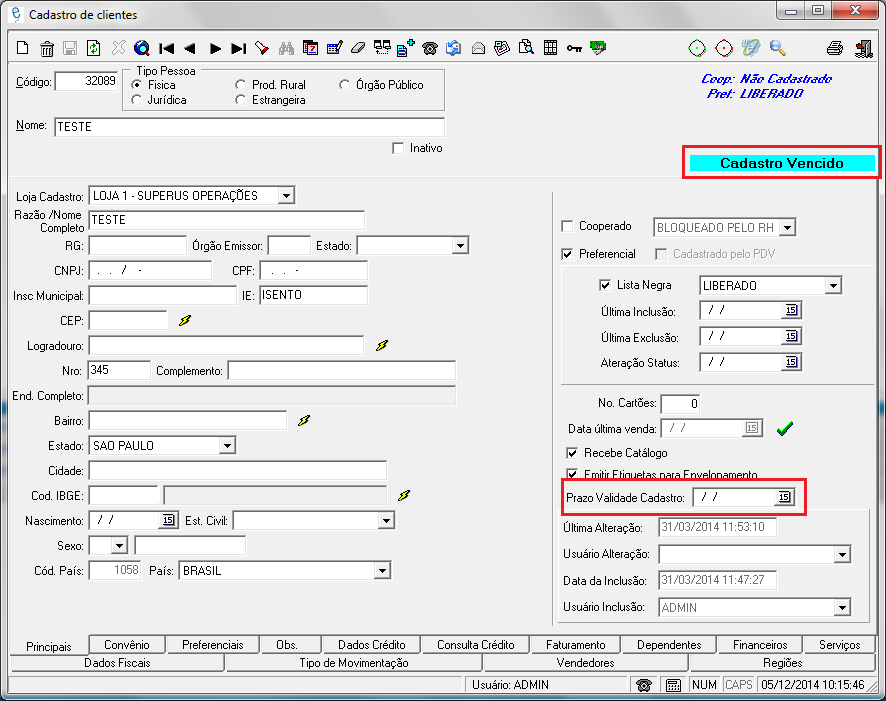 Cadastro de clientes
Código: 32089
Tipo Pessoa
Fisica Prod. Rural Órgão Público
Jurídica Estrangeira
Coop: Não Cadastrado
Pref: LIBERADO
Nome: TESTE
Inativo
Cadastro Vencido
Loja Cadastro: LOJA 1 - SUPERUS OPERAÇÕES
Razão /Nome
Completo TESTE
RG: Órgão Emissor: Estado:
CNPJ: . . / - CPF: . . -
Insc Municipal: IE: ISENTO
CEP:
Logradouro:
Nro: 345 Complemento:
End. Completo:
Bairro:
Estado: SAO PAULO
Cidade:
Cod. IBGE:
Nascimento: / / 15 Est. Civil:
Sexo:
Cód. País: 1058 País: BRASIL
Cooperado BLOQUEADO PELO RH
Preferencial Cadastrado pelo PDV
Lista Negra LIBERADO
Última Inclusão: / / 15
Última Exclusão: / / 15
Ateração Status: / / 15
No. Cartões: 0
Data última venda: / / 15
Recebe Catálogo
Emitir Etiquetas para Envelopamento
Prazo Validade Cadastro: / / 15
Última Alteração: 31/03/2014 11:53:10
Usuário Alteração:
Data da Inclusão: 31/03/2014 11:47:27
Usuário Inclusão: ADMIN
Principais Convênio Preferenciais Obs. Dados Crédito Consulta Crédito Faturamento Dependentes Financeiros Serviços
Dados Fiscais Tipo de Movimentação Vendedores Regiões
Usuário: ADMIN NUM CAPS 05/12/2014 10:15:46